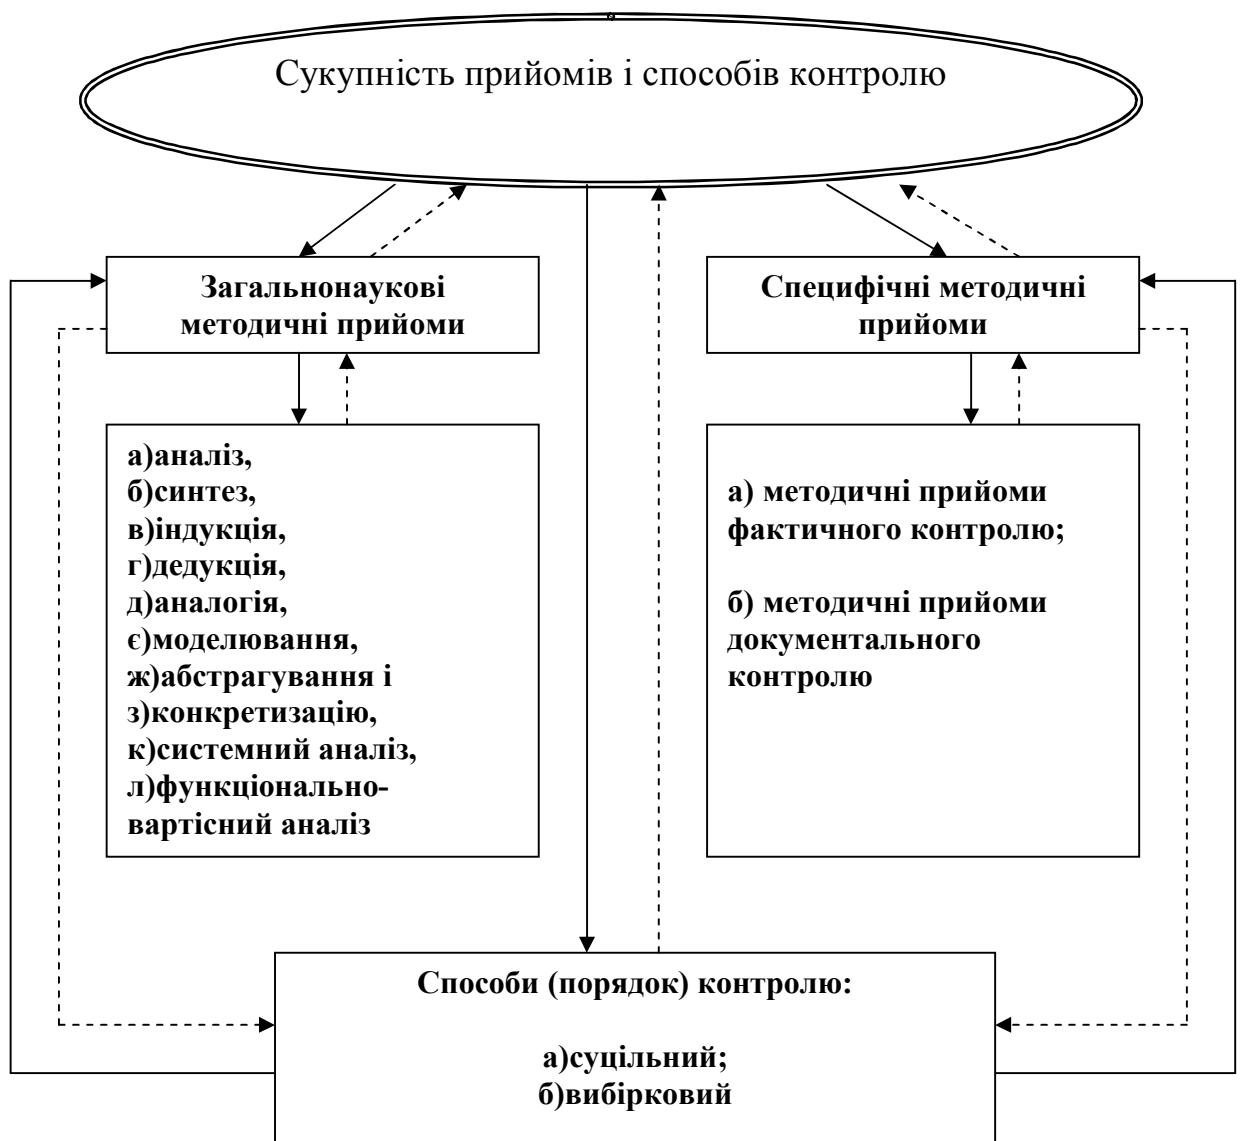 Сукупність прийомів і способів контролю
Загальнонаукові
методичні прийоми
Специфічні методичні
прийоми
а)аналіз,
б)синтез,
в)індукція,
г)дедукція,
д)аналогія,
є)моделювання,
ж)абстрагування і
з)конкретизацію,
к)системний аналіз,
л)функціонально-
вартісний аналіз
а) методичні прийоми
фактичного контролю;
б) методичні прийоми
документального
контролю
Способи (порядок) контролю:
а)суцільний;
б)вибірковий